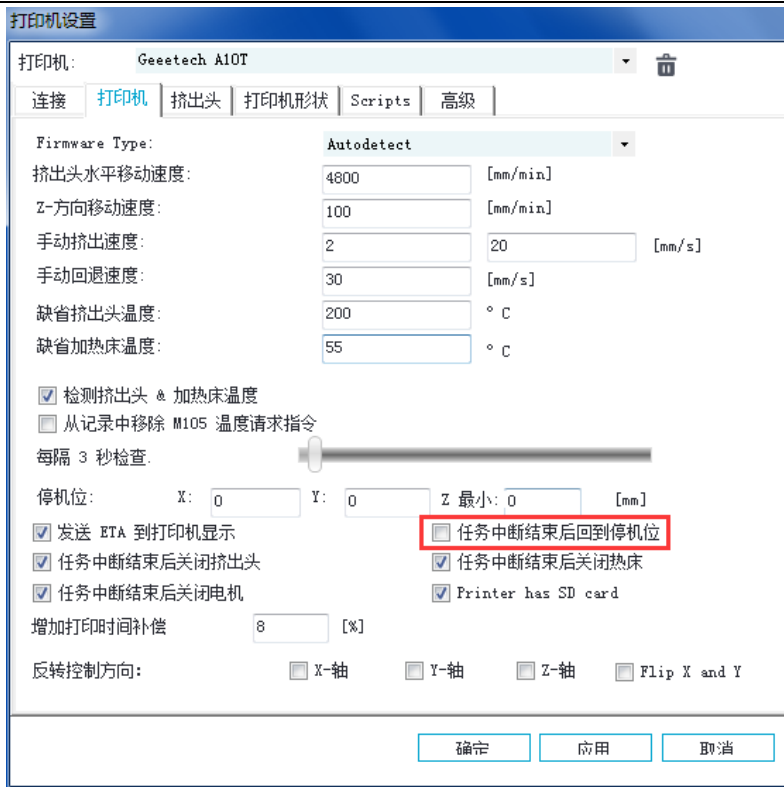 打印机设置
打印机: Geeetech A10T
连接 打印机 挤出头 打印机形状 Scripts 高级
Firmware Type: Autodetect
挤出头水平移动速度: 4800 [mm/min]
Z-方向移动速度: 100 [mm/min]
手动挤出速度: 2 20 [mm/s]
手动回退速度: 30 [mm/s]
缺省挤出头温度: 200 ° C
缺省加热床温度: 55 ° C
检测挤出头 & 加热床温度
从记录中移除 M105 温度请求指令
每隔 3 秒检查.
停机位: X: 0 Y: 0 Z 最小: 0 [mm]
发送 ETA 到打印机显示 任务中断结束后回到停机位
任务中断结束后关闭挤出头 任务中断结束后关闭热床
任务中断结束后关闭电机 Printer has SD card
增加打印时间补偿 8 [%]
反转控制方向: X-轴 Y-轴 Z-轴 Flip X and Y
确定 应用 取消